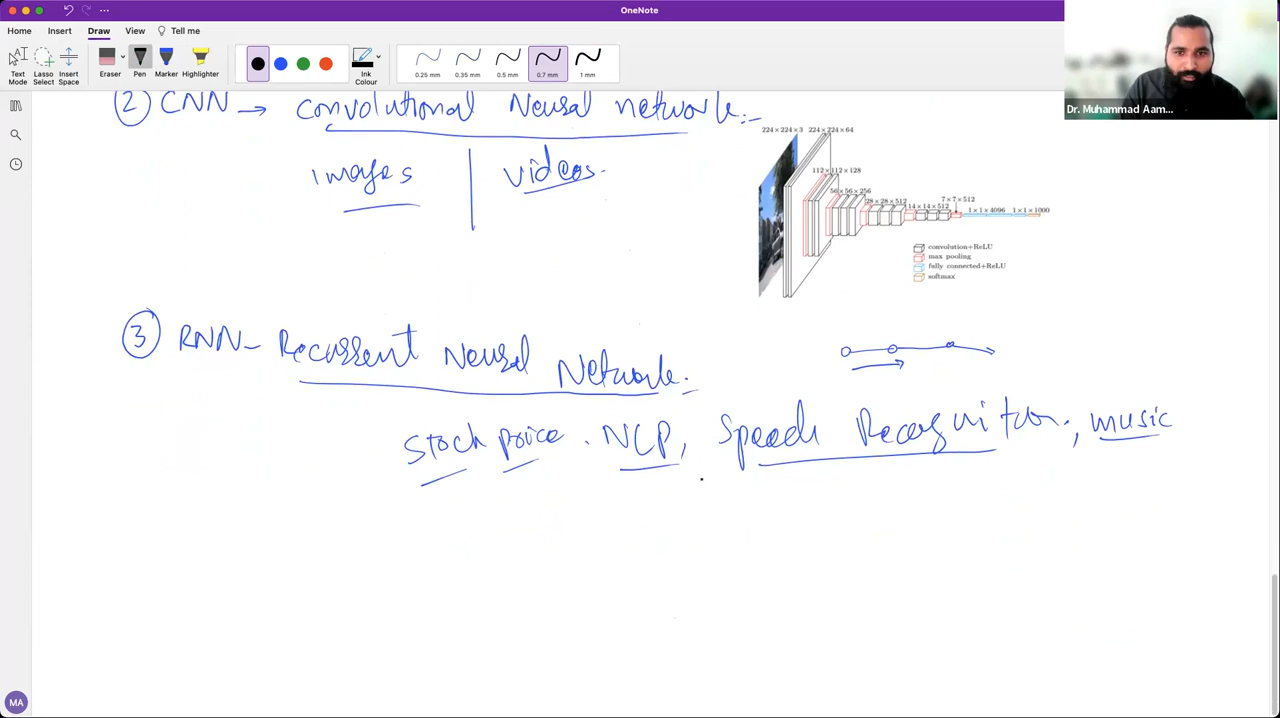 OneNote
Home Insert Draw View Tell me
Text Mode
Lasso Select
Insert Space
Eraser
Pen
Marker
Highlighter
Ink Colour
0.25 mm 0.35 mm 0.5 mm 0.7 mm 1 mm
Dr. Muhammad Aam...
② CNN → Convolutional Neural network:-
images | videos.
224×224×3 224×224×64
112×112×128
56×56×256
28×28×512
14×14×512
7×7×512
1×1×4096 1×1×1000
convolution+ReLU
max pooling
fully connected+ReLU
softmax
③ RNN- Recurrent Neural Network.
Stock price. NLP, Speech Recognition, music
MA